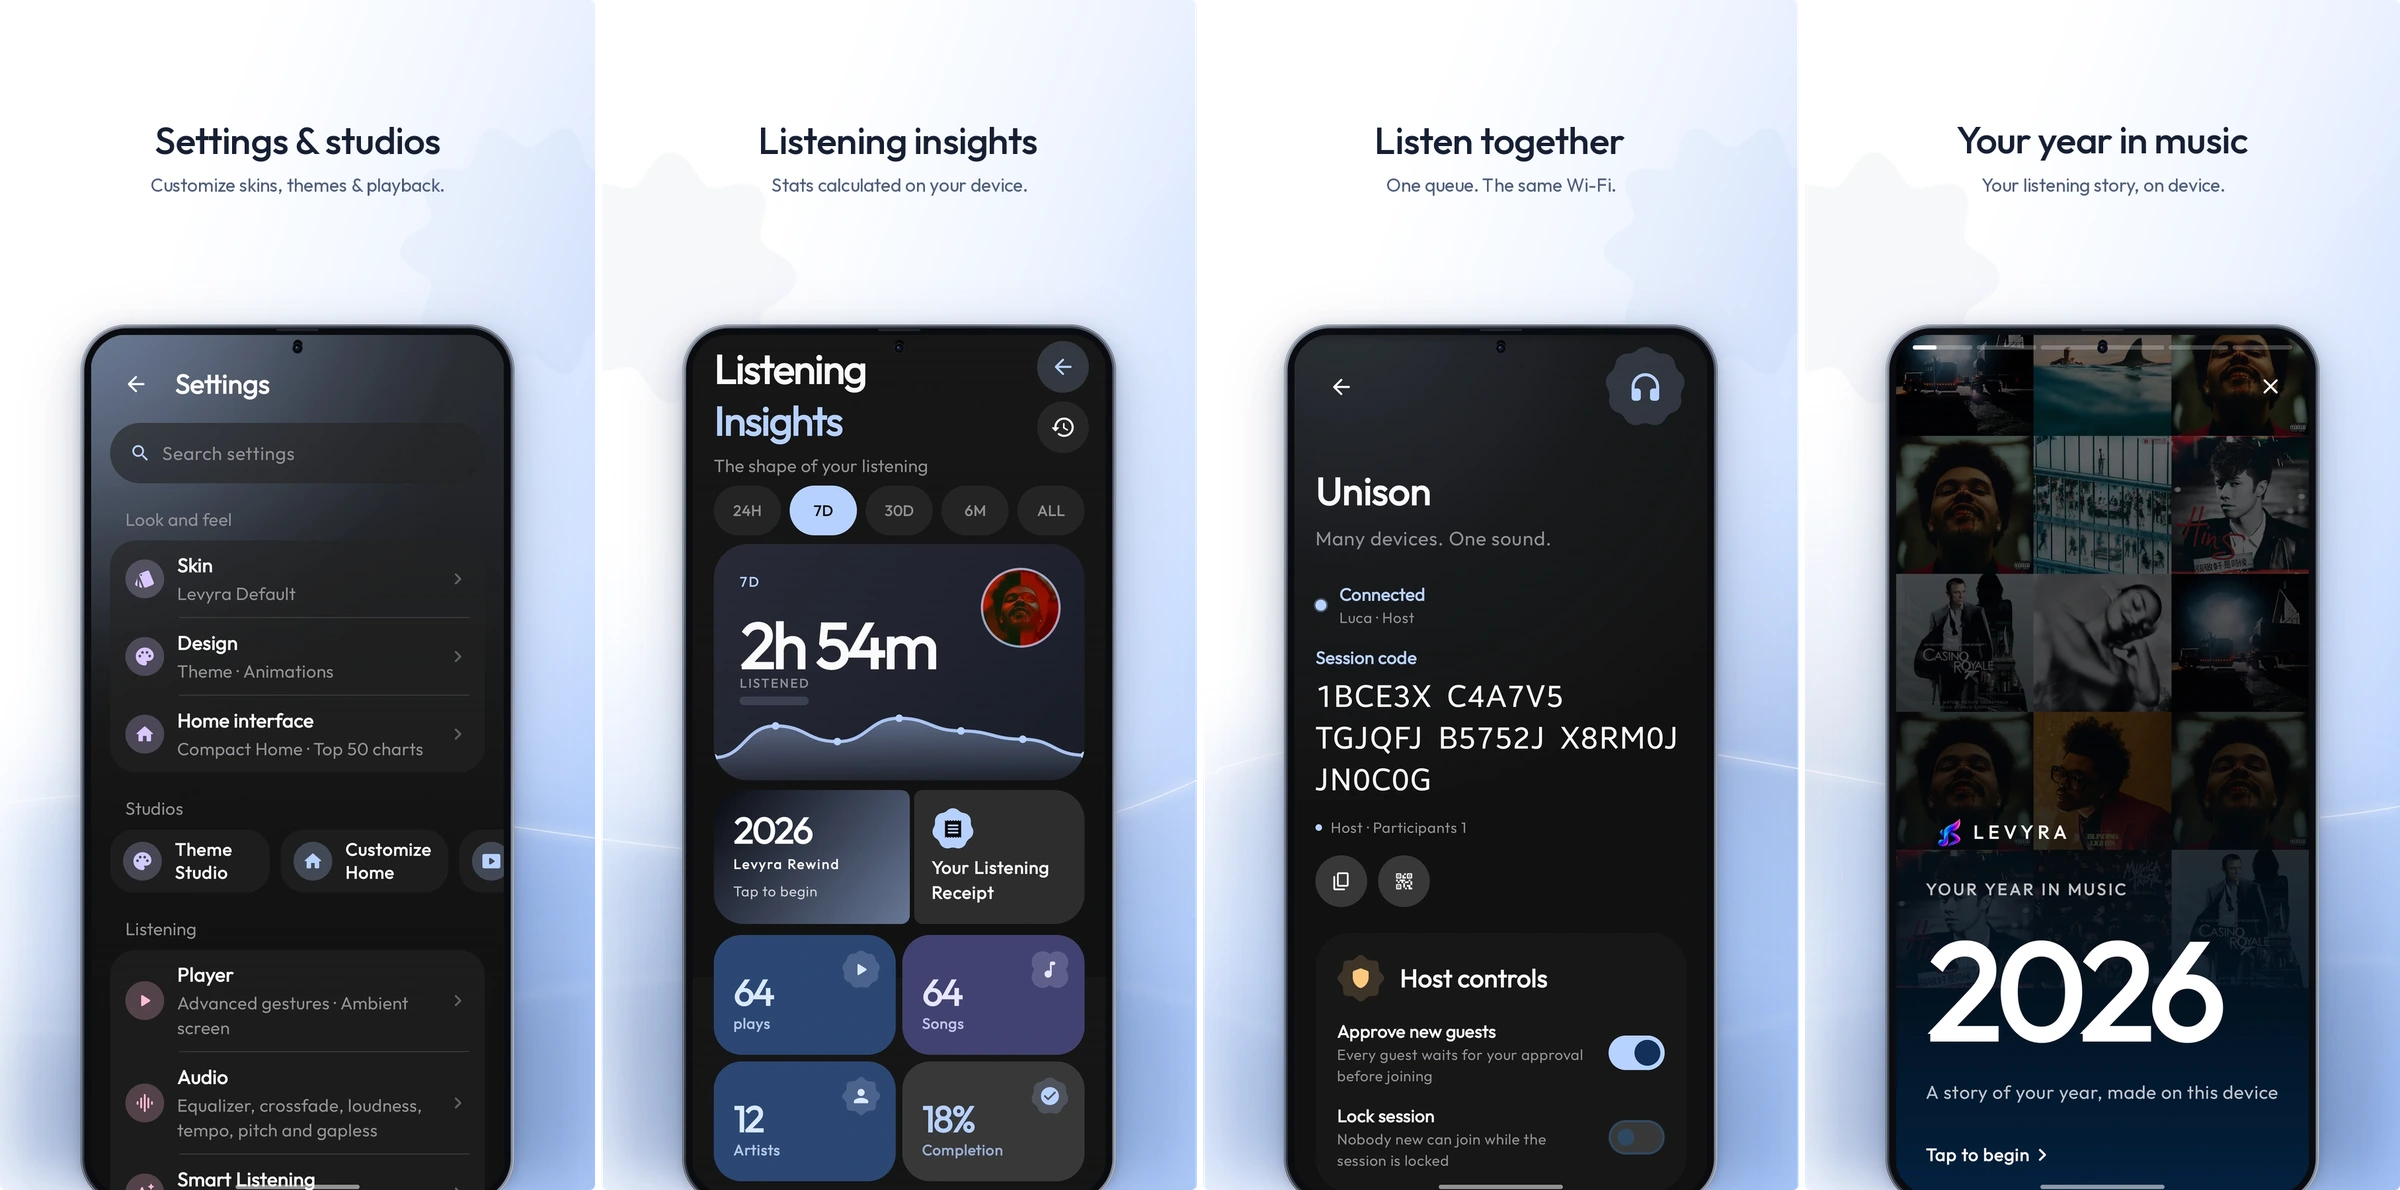 Settings & studios
Customize skins, themes & playback.
Settings
Search settings
Look and feel
Skin
Levyra Default
Design
Theme · Animations
Home interface
Compact Home · Top 50 charts
Studios
Theme
Studio
Customize
Home
Listening
Player
Advanced gestures · Ambient
screen
Audio
Equalizer, crossfade, loudness,
tempo, pitch and gapless
Smart Listening
Listening insights
Stats calculated on your device.
Listening
Insights
The shape of your listening
24H
7D
30D
6M
ALL
7D
2h 54m
LISTENED
2026
Levyra Rewind
Tap to begin
Your Listening
Receipt
64
plays
64
Songs
12
Artists
18%
Completion
Listen together
One queue. The same Wi-Fi.
Unison
Many devices. One sound.
Connected
Luca · Host
Session code
1BCE3X C4A7V5
TGJQFJ B5752J X8RM0J
JN0C0G
Host · Participants 1
Host controls
Approve new guests
Every guest waits for your approval
before joining
Lock session
Nobody new can join while the
session is locked
Your year in music
Your listening story, on device.
Hins
CASINO
ROYALE
LEVYRA
YOUR YEAR IN MUSIC
CASINO
ROYALE
2026
A story of your year, made on this device
Tap to begin